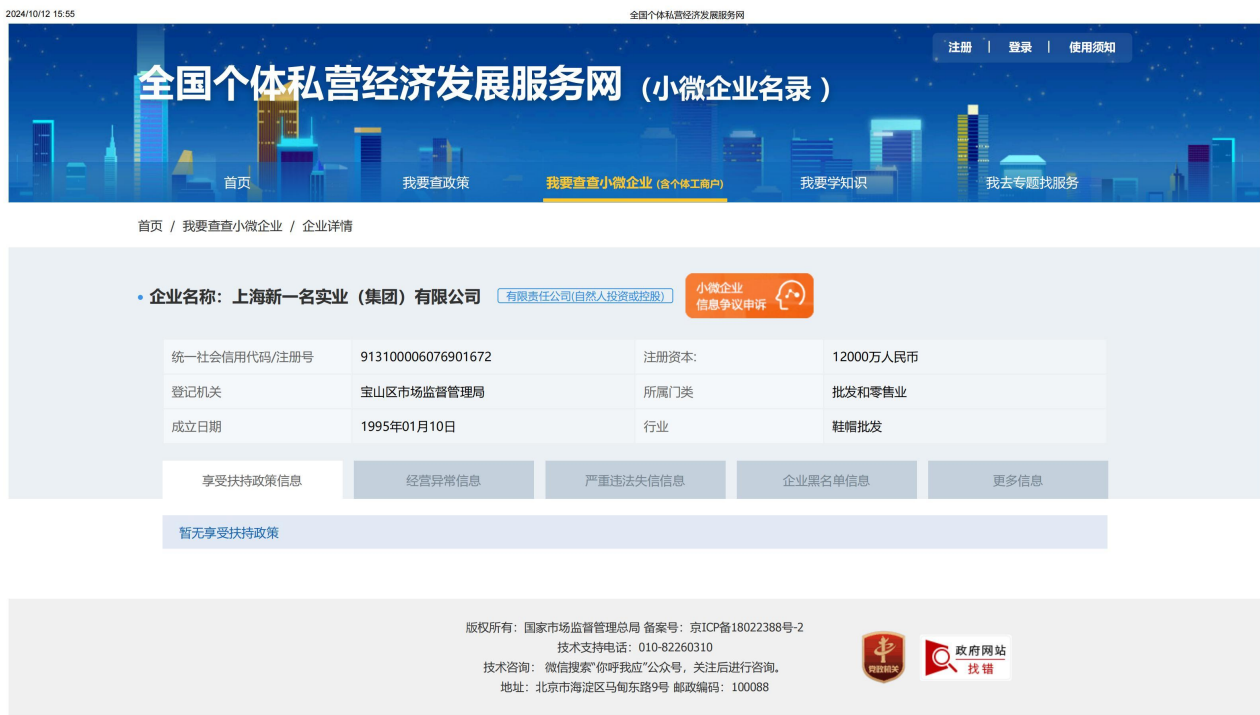 2024/10/12 15:55 全国个体私营经济发展服务网
注册 | 登录 | 使用须知
全国个体私营经济发展服务网 (小微企业名录 )
首页 我要查政策 我要查查小微企业 (含个体工商户) 我要学知识 我去专题找服务
首页 / 我要查查小微企业 / 企业详情
• 企业名称: 上海新一名实业(集团)有限公司 有限责任公司(自然人投资或控股) 小微企业
信息争议申诉
统一社会信用代码/注册号 913100006076901672 注册资本: 12000万人民币
登记机关 宝山区市场监督管理局 所属门类 批发和零售业
成立日期 1995年01月10日 行业 鞋帽批发
享受扶持政策信息 经营异常信息 严重违法失信信息 企业黑名单信息 更多信息
暂无享受扶持政策
版权所有: 国家市场监督管理总局 备案号: 京ICP备18022388号-2
技术支持电话: 010-82260310
技术咨询: 微信搜索“你呼我应”公众号, 关注后进行咨询。
地址: 北京市海淀区马甸东路9号 邮政编码: 100088
党政机关
政府网站
找错